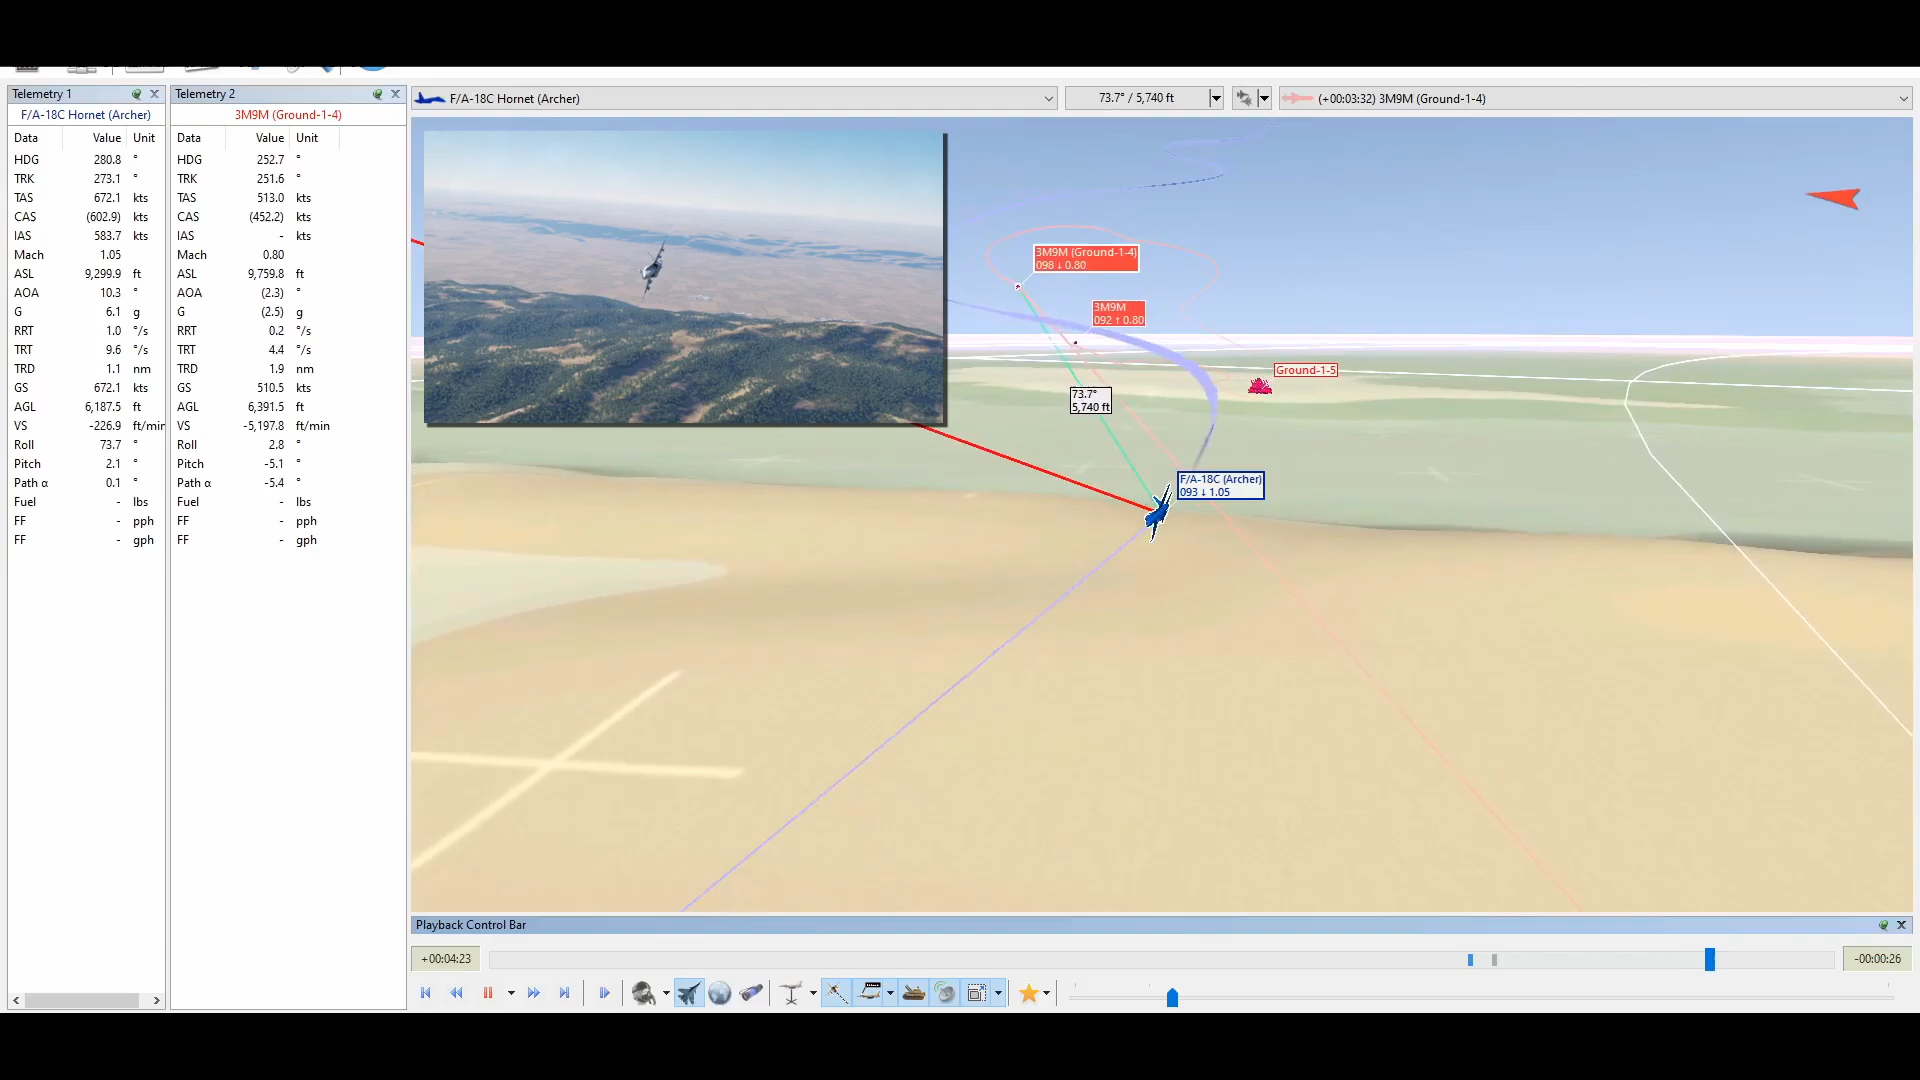 Telemetry 1
F/A-18C Hornet (Archer)
Data Value Unit
HDG 280.8 °
TRK 273.1 °
TAS 672.1 kts
CAS (602.9) kts
IAS 583.7 kts
Mach 1.05
ASL 9,299.9 ft
AOA 10.3 °
G 6.1 g
RRT 1.0 °/s
TRT 9.6 °/s
TRD 1.1 nm
GS 672.1 kts
AGL 6,187.5 ft
VS -226.9 ft/min
Roll 73.7 °
Pitch 2.1 °
Path α 0.1 °
Fuel - lbs
FF - pph
FF - gph
Telemetry 2
3M9M (Ground-1-4)
Data Value Unit
HDG 252.7 °
TRK 251.6 °
TAS 513.0 kts
CAS (452.2) kts
IAS - kts
Mach 0.80
ASL 9,759.8 ft
AOA (2.3) °
G (2.5) g
RRT 0.2 °/s
TRT 4.4 °/s
TRD 1.9 nm
GS 510.5 kts
AGL 6,391.5 ft
VS -5,197.8 ft/min
Roll 2.8 °
Pitch -5.1 °
Path α -5.4 °
Fuel - lbs
FF - pph
FF - gph
F/A-18C Hornet (Archer)
73.7° / 5,740 ft
(+00:03:32) 3M9M (Ground-1-4)
3M9M (Ground-1-4)
098 ↓ 0.80
3M9M
092 ↑ 0.80
Ground-1-5
73.7°
5,740 ft
F/A-18C (Archer)
093 ↓ 1.05
Playback Control Bar
+00:04:23
-00:00:26